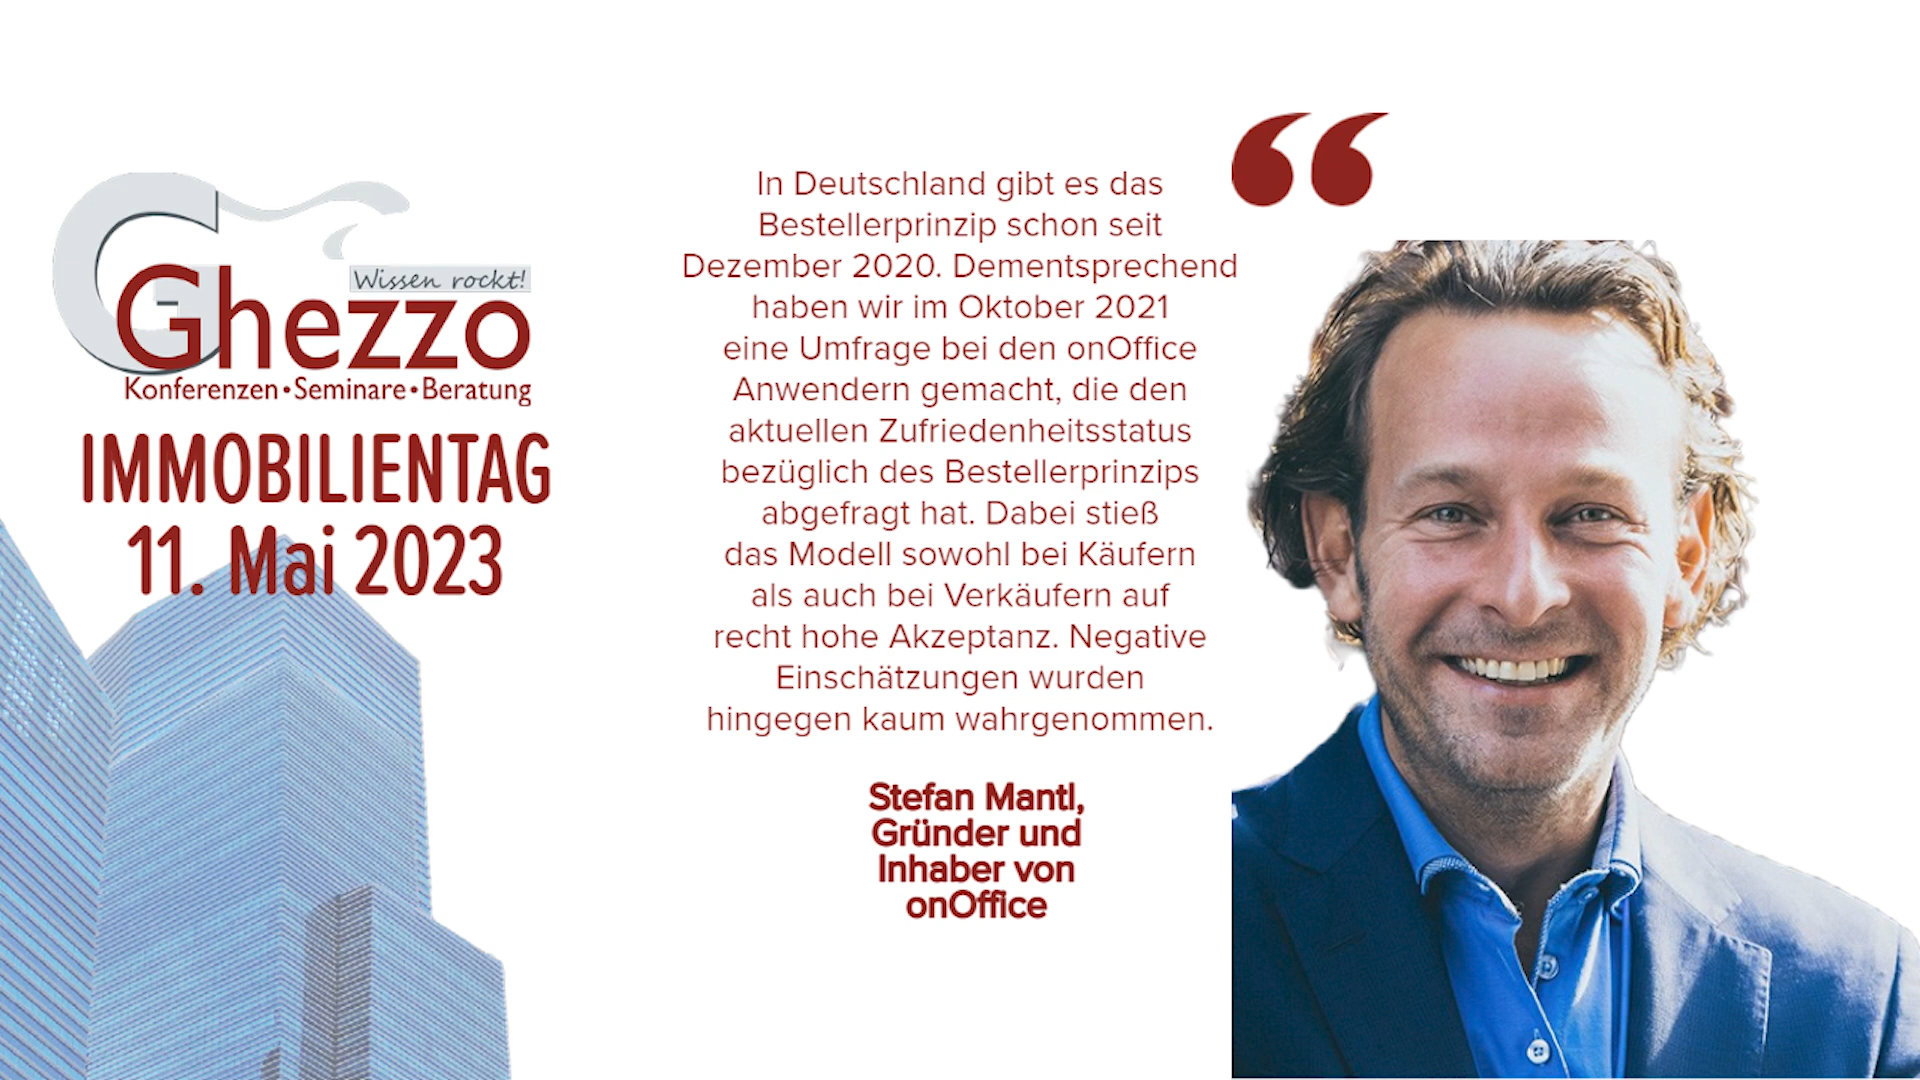 Wissen rockt!
Ghezzo
Konferenzen•Seminare•Beratung
IMMOBILIENTAG
11. Mai 2023
In Deutschland gibt es das
Bestellerprinzip schon seit
Dezember 2020. Dementsprechend
haben wir im Oktober 2021
eine Umfrage bei den onOffice
Anwendern gemacht, die den
aktuellen Zufriedenheitsstatus
bezüglich des Bestellerprinzips
abgefragt hat. Dabei stieß
das Modell sowohl bei Käufern
als auch bei Verkäufern auf
recht hohe Akzeptanz. Negative
Einschätzungen wurden
hingegen kaum wahrgenommen.
Stefan Mantl,
Gründer und
Inhaber von
onOffice